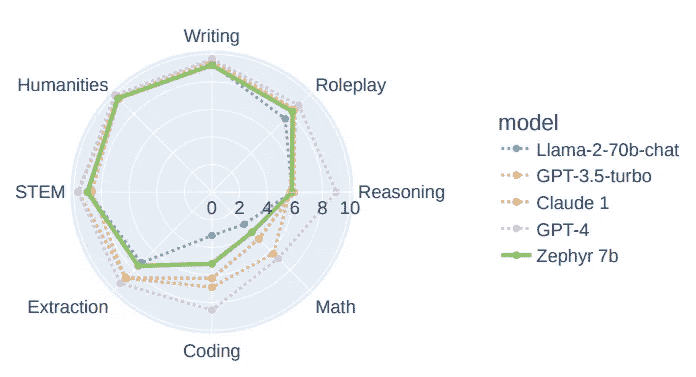 Writing
Humanities
Roleplay
STEM
Reasoning
0 2 4 6 8 10
Extraction
Math
Coding
model
Llama-2-70b-chat
GPT-3.5-turbo
Claude 1
GPT-4
Zephyr 7b